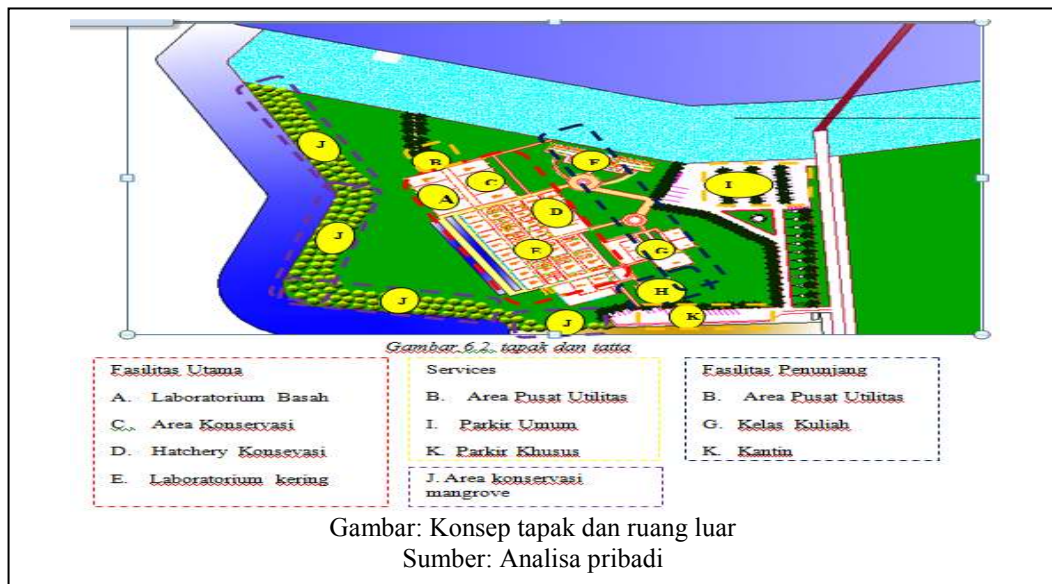 J
B
F
C
I
A
J
D
E
G
J
H
J
K
Gambar 6.2. tapak dan tatta
Fasilitas Utama
A. Laboratorium Basah
C. Area Konservasi
D. Hatchery Konsevasi
E. Laboratorium kering
Services
B. Area Pusat Utilitas
I. Parkir Umum
K. Parkir Khusus
J. Area konservasi
mangrove
Fasilitas Penunjang
B. Area Pusat Utilitas
G. Kelas Kuliah
K. Kantin
Gambar: Konsep tapak dan ruang luar
Sumber: Analisa pribadi